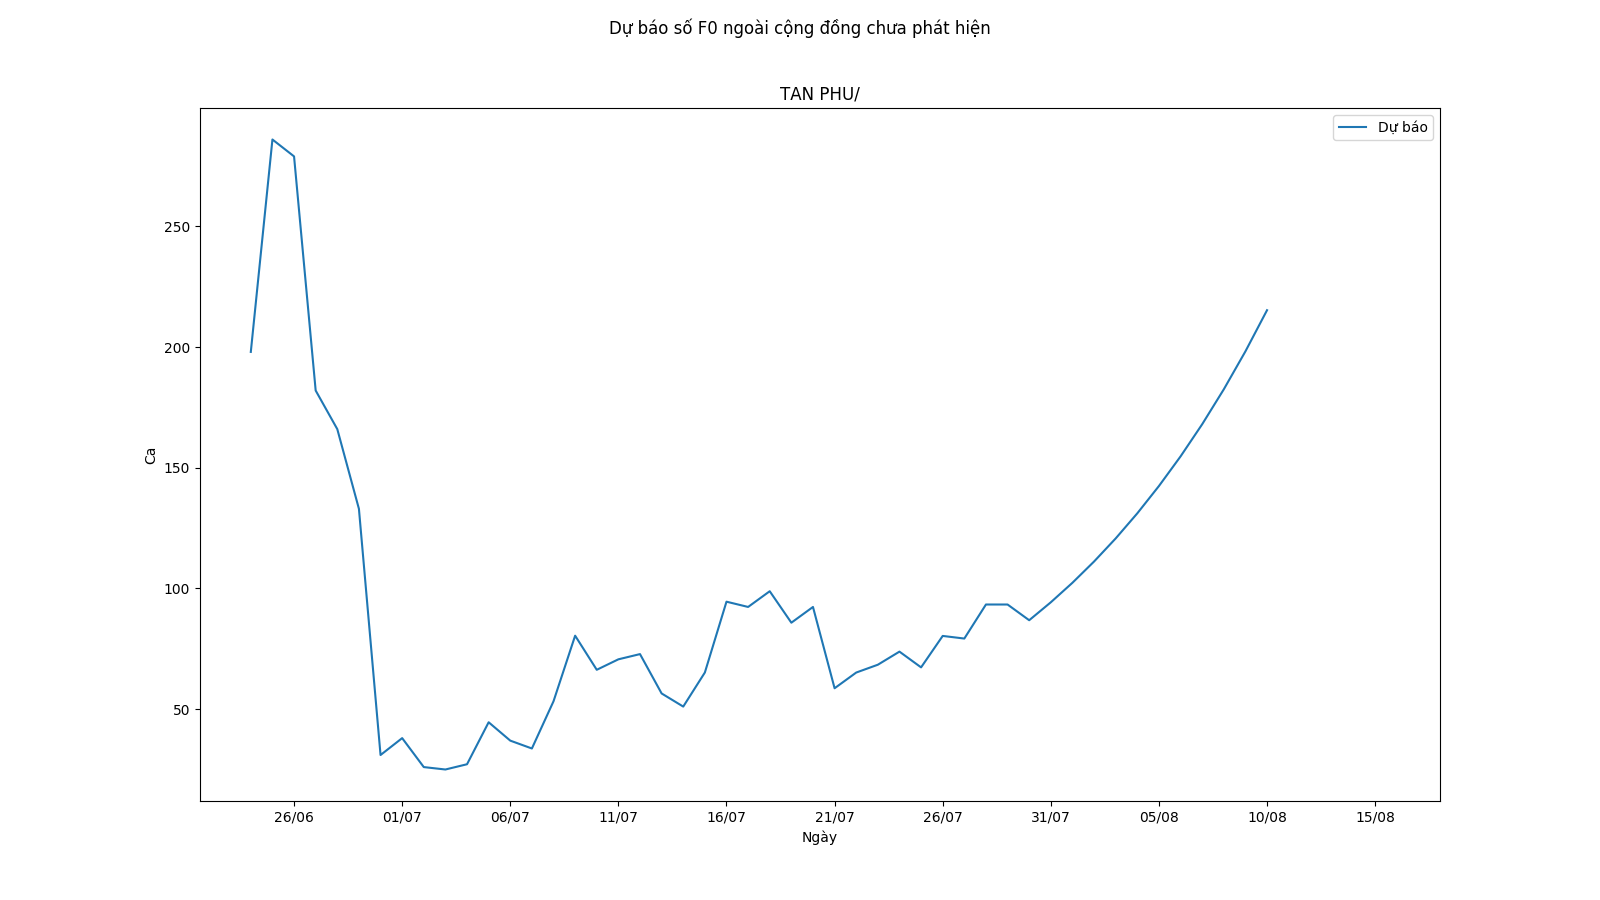 Dự báo số F0 ngoài cộng đồng chưa phát hiện
TAN PHU/
Dự báo
250
200
150
100
50
Ca
26/06 01/07 06/07 11/07 16/07 21/07 26/07 31/07 05/08 10/08 15/08
Ngày